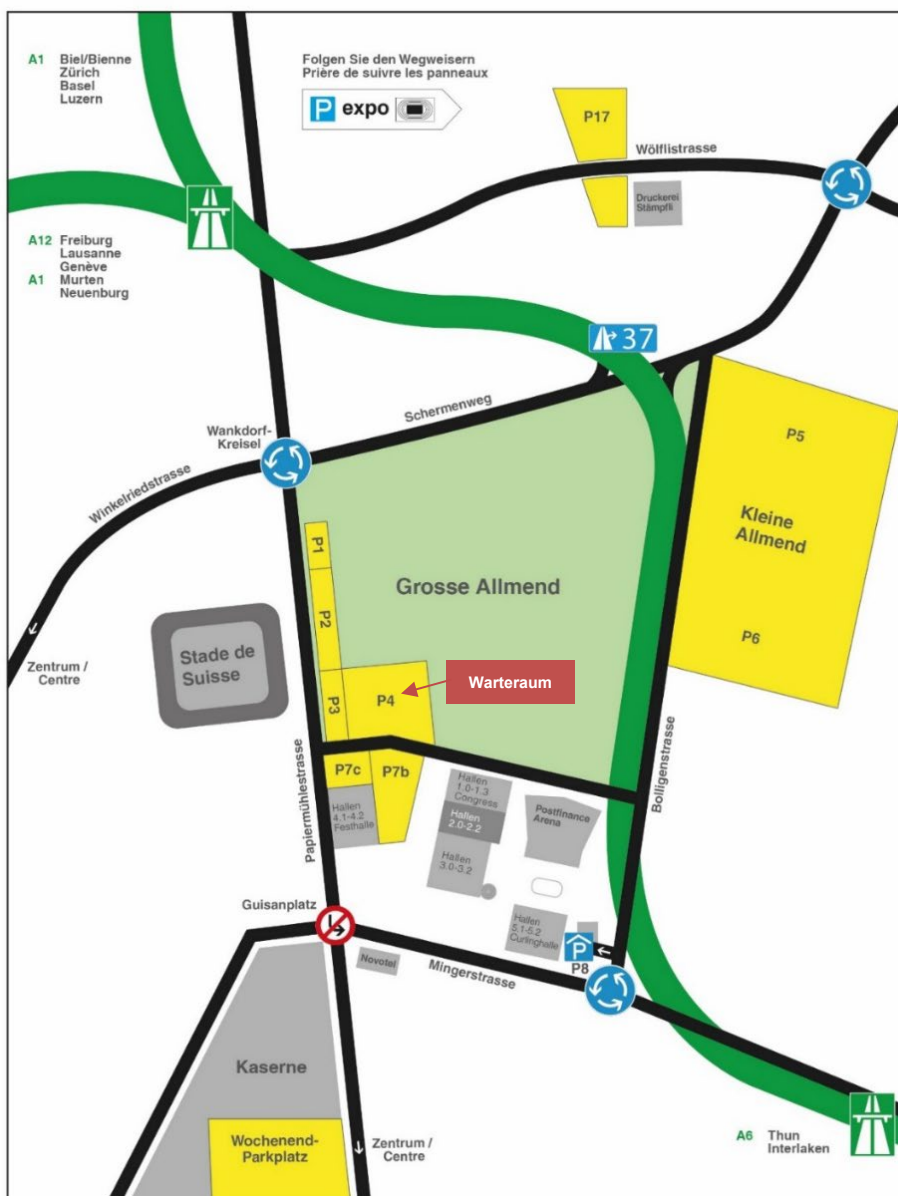 A1 Biel/Bienne
Zürich
Basel
Luzern
Folgen Sie den Wegweisern
Prière de suivre les panneaux
P expo
P17
Wölflistrasse
Druckerei
Stämpfli
A12 Freiburg
Lausanne
Genève
A1 Murten
Neuenburg
37
Schermenweg
Wankdorf-
Kreisel
Winkelriedstrasse
P5
Kleine
Allmend
P6
P1
Grosse Allmend
P2
Stade de
Suisse
Zentrum /
Centre
P3
P4
Warteraum
Papiermühlestrasse
Bolligenstrasse
P7c
P7b
Hallen
4.1-4.2
Festhalle
Hallen
1.0-1.3
Congress
Hallen
2.0-2.2
Hallen
3.0-3.2
Postfinance
Arena
Guisanplatz
Hallen
5.1-5.2
Curlinghalle
P
P8
Novotel
Mingerstrasse
Kaserne
Wochenend-
Parkplatz
Zentrum /
Centre
A6 Thun
Interlaken